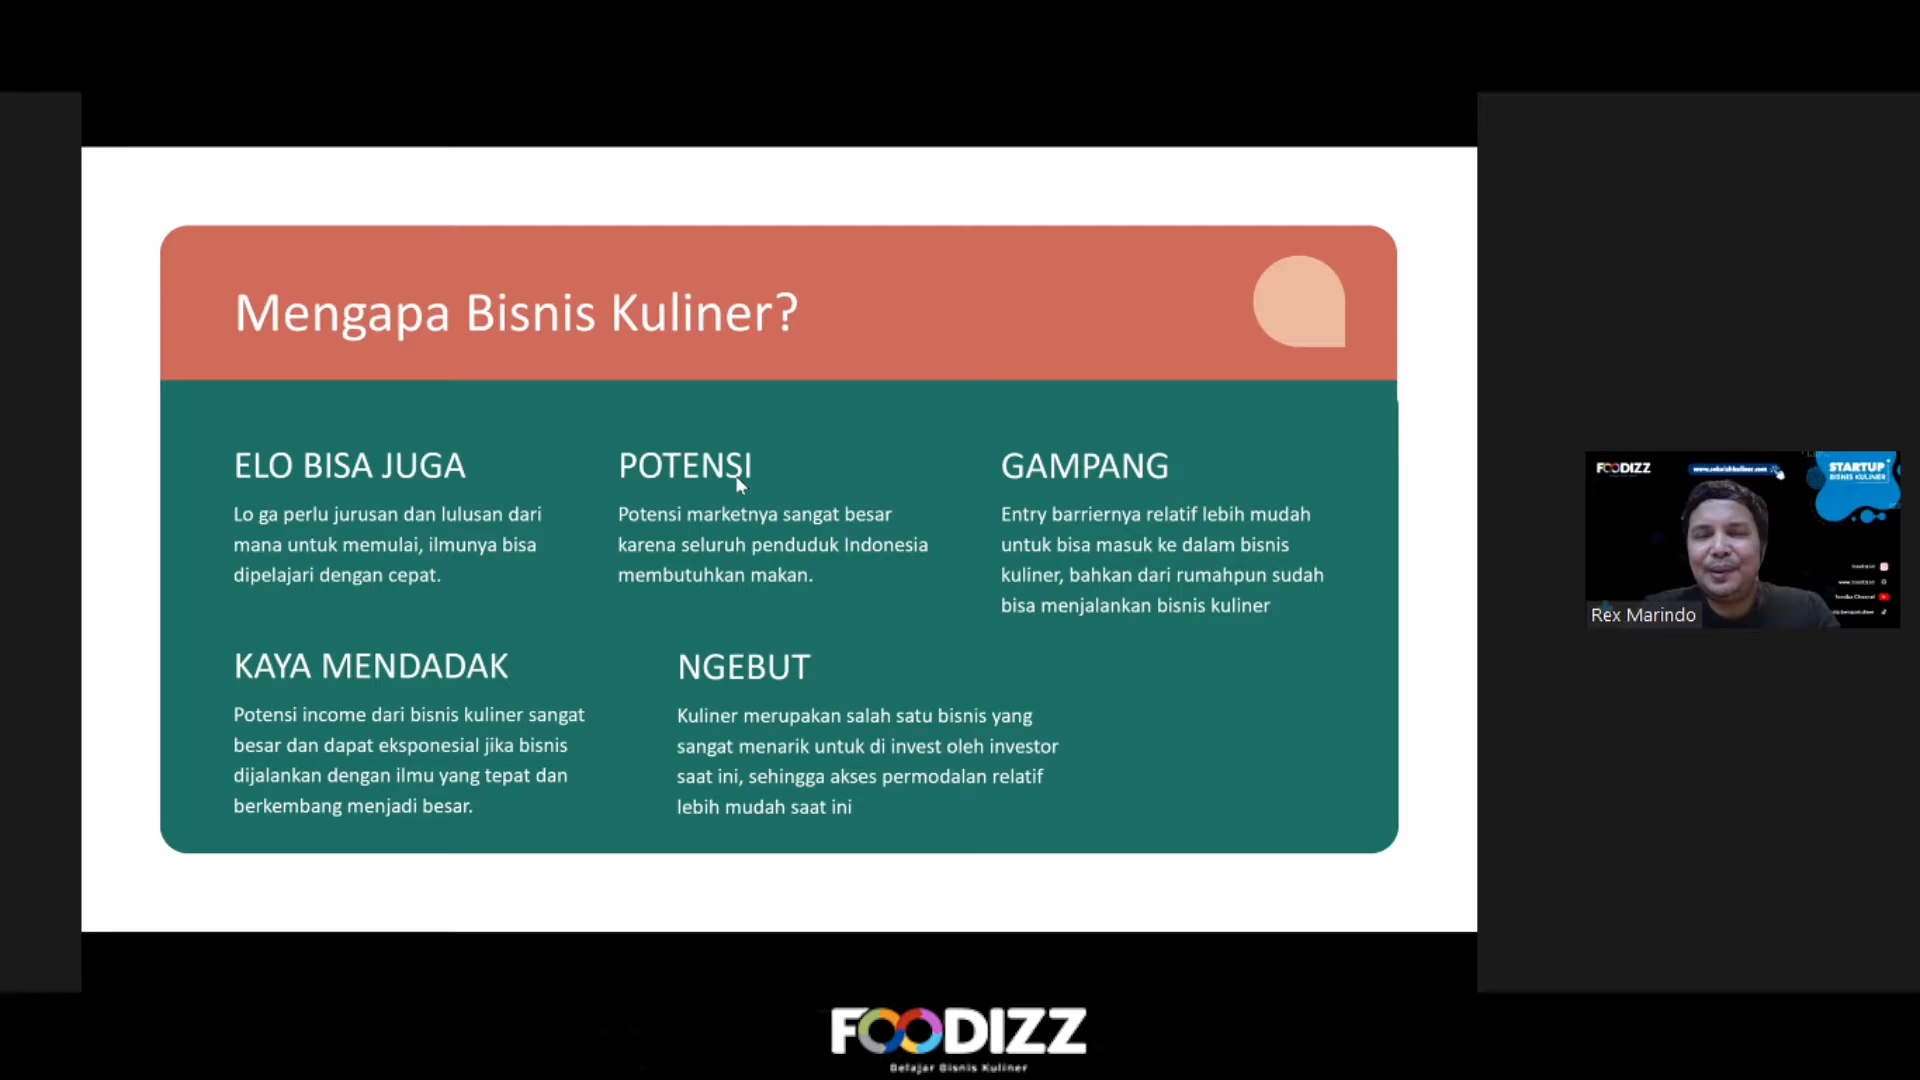 Mengapa Bisnis Kuliner?
ELO BISA JUGA
Lo ga perlu jurusan dan lulusan dari
mana untuk memulai, ilmunya bisa
dipelajari dengan cepat.
POTENSI
Potensi marketnya sangat besar
karena seluruh penduduk Indonesia
membutuhkan makan.
GAMPANG
Entry barriernya relatif lebih mudah
untuk bisa masuk ke dalam bisnis
kuliner, bahkan dari rumahpun sudah
bisa menjalankan bisnis kuliner
KAYA MENDADAK
Potensi income dari bisnis kuliner sangat
besar dan dapat eksponesial jika bisnis
dijalankan dengan ilmu yang tepat dan
berkembang menjadi besar.
NGEBUT
Kuliner merupakan salah satu bisnis yang
sangat menarik untuk di invest oleh investor
saat ini, sehingga akses permodalan relatif
lebih mudah saat ini
FOODIZZ
www.sekolahkuliner.com
STARTUP
BISNIS KULINER
Rex Marindo
FOODIZZ
Belajar Bisnis Kuliner